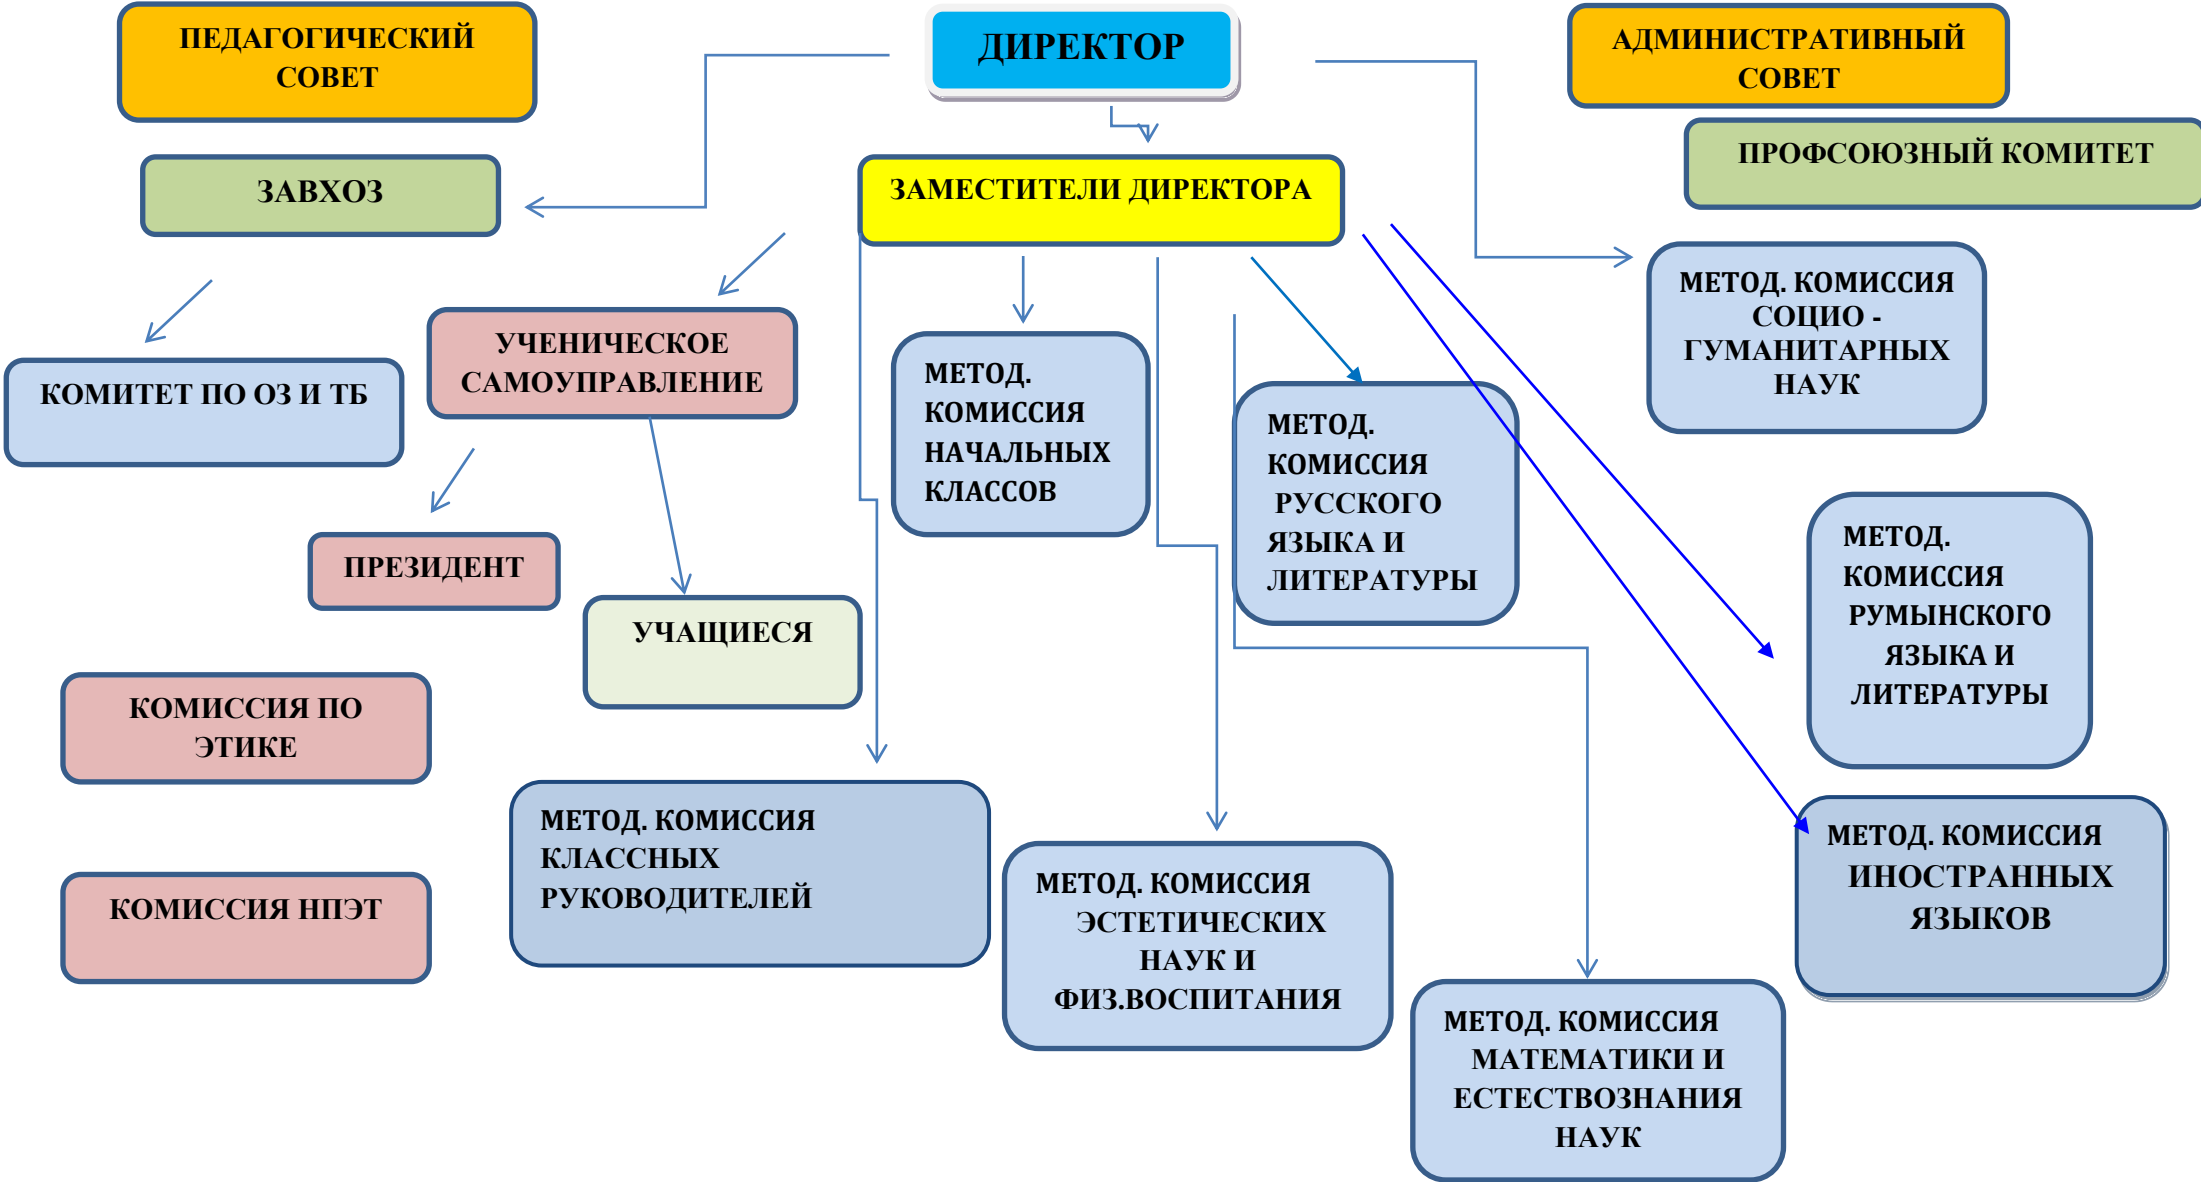 ПЕДАГОГИЧЕСКИЙ
СОВЕТ
ДИРЕКТОР
АДМИНИСТРАТИВНЫЙ
СОВЕТ
ПРОФСОЮЗНЫЙ КОМИТЕТ
ЗАВХОЗ
ЗАМЕСТИТЕЛИ ДИРЕКТОРА
МЕТОД. КОМИССИЯ
СОЦИО -
ГУМАНИТАРНЫХ
НАУК
КОМИТЕТ ПО ОЗ И ТБ
УЧЕНИЧЕСКОЕ
САМОУПРАВЛЕНИЕ
МЕТОД.
КОМИССИЯ
НАЧАЛЬНЫХ
КЛАССОВ
МЕТОД.
КОМИССИЯ
РУССКОГО
ЯЗЫКА И
ЛИТЕРАТУРЫ
МЕТОД.
КОМИССИЯ
РУМЫНСКОГО
ЯЗЫКА И
ЛИТЕРАТУРЫ
ПРЕЗИДЕНТ
УЧАЩИЕСЯ
КОМИССИЯ ПО
ЭТИКЕ
МЕТОД. КОМИССИЯ
КЛАССНЫХ
РУКОВОДИТЕЛЕЙ
МЕТОД. КОМИССИЯ
ЭСТЕТИЧЕСКИХ
НАУК И
ФИЗ.ВОСПИТАНИЯ
МЕТОД. КОМИССИЯ
ИНОСТРАННЫХ
ЯЗЫКОВ
КОМИССИЯ НПЭТ
МЕТОД. КОМИССИЯ
МАТЕМАТИКИ И
ЕСТЕСТВОЗНАНИЯ
НАУК